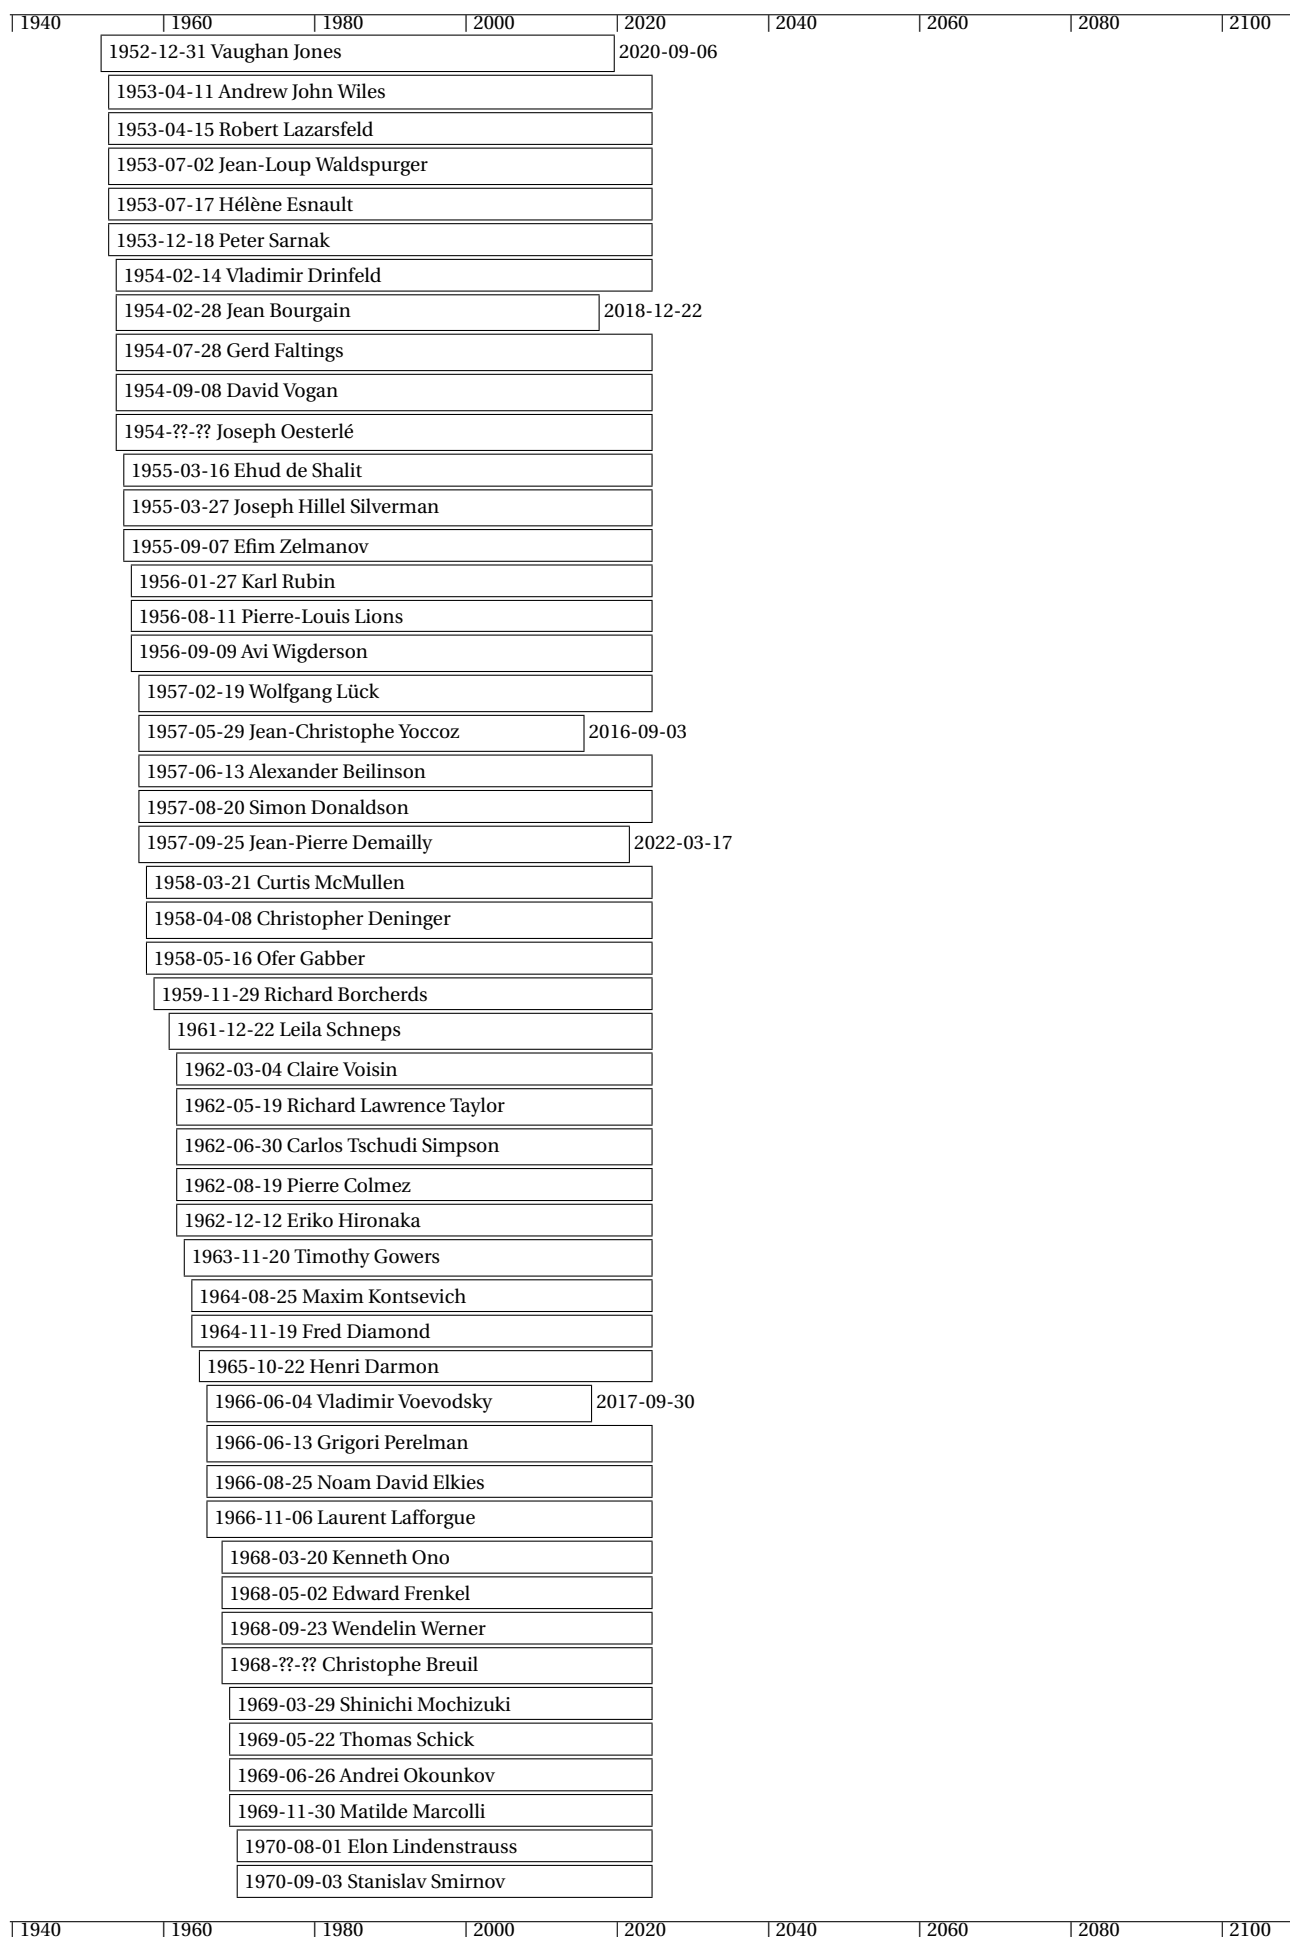 1940 1960 1980 2000 2020 2040 2060 2080 2100
1952-12-31 Vaughan Jones 2020-09-06
1953-04-11 Andrew John Wiles
1953-04-15 Robert Lazarsfeld
1953-07-02 Jean-Loup Waldspurger
1953-07-17 Hélène Esnault
1953-12-18 Peter Sarnak
1954-02-14 Vladimir Drinfeld
1954-02-28 Jean Bourgain 2018-12-22
1954-07-28 Gerd Faltings
1954-09-08 David Vogan
1954-??-?? Joseph Oesterlé
1955-03-16 Ehud de Shalit
1955-03-27 Joseph Hillel Silverman
1955-09-07 Efim Zelmanov
1956-01-27 Karl Rubin
1956-08-11 Pierre-Louis Lions
1956-09-09 Avi Wigderson
1957-02-19 Wolfgang Lück
1957-05-29 Jean-Christophe Yoccoz 2016-09-03
1957-06-13 Alexander Beilinson
1957-08-20 Simon Donaldson
1957-09-25 Jean-Pierre Demailly 2022-03-17
1958-03-21 Curtis McMullen
1958-04-08 Christopher Deninger
1958-05-16 Ofer Gabber
1959-11-29 Richard Borcherds
1961-12-22 Leila Schneps
1962-03-04 Claire Voisin
1962-05-19 Richard Lawrence Taylor
1962-06-30 Carlos Tschudi Simpson
1962-08-19 Pierre Colmez
1962-12-12 Eriko Hironaka
1963-11-20 Timothy Gowers
1964-08-25 Maxim Kontsevich
1964-11-19 Fred Diamond
1965-10-22 Henri Darmon
1966-06-04 Vladimir Voevodsky 2017-09-30
1966-06-13 Grigori Perelman
1966-08-25 Noam David Elkies
1966-11-06 Laurent Lafforgue
1968-03-20 Kenneth Ono
1968-05-02 Edward Frenkel
1968-09-23 Wendelin Werner
1968-??-?? Christophe Breuil
1969-03-29 Shinichi Mochizuki
1969-05-22 Thomas Schick
1969-06-26 Andrei Okounkov
1969-11-30 Matilde Marcolli
1970-08-01 Elon Lindenstrauss
1970-09-03 Stanislav Smirnov
1940 1960 1980 2000 2020 2040 2060 2080 2100